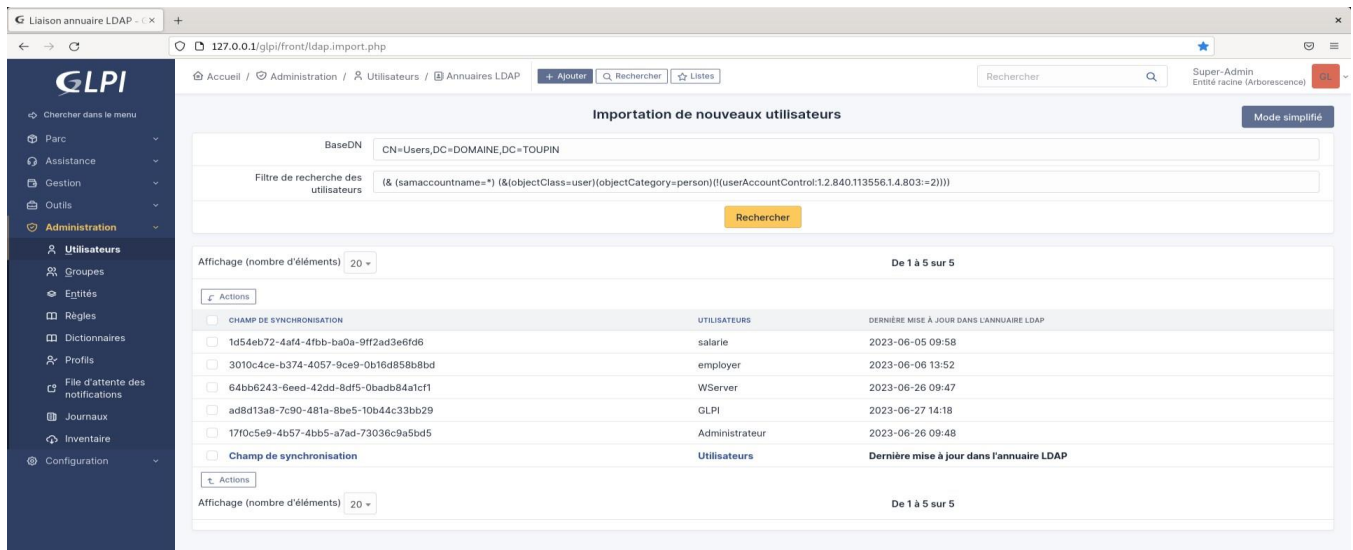 Liaison annuaire LDAP - G
127.0.0.1/glpi/front/ldap.import.php
GLPI
Accueil / Administration / Utilisateurs / Annuaires LDAP
+ Ajouter
Rechercher
Listes
Rechercher
Super-Admin
Entité racine (Arborescence)
GL
Chercher dans le menu
Parc
Assistance
Gestion
Outils
Administration
Utilisateurs
Groupes
Entités
Règles
Dictionnaires
Profils
File d'attente des
notifications
Journaux
Inventaire
Configuration
Importation de nouveaux utilisateurs
Mode simplifié
BaseDN
CN=Users,DC=DOMAINE,DC=TOUPIN
Filtre de recherche des
utilisateurs
(& (samaccountname=*) (&(objectClass=user)(objectCategory=person)(!(userAccountControl:1.2.840.113556.1.4.803:=2))))
Rechercher
Affichage (nombre d'éléments) 20
De 1 à 5 sur 5
Actions
CHAMP DE SYNCHRONISATION UTILISATEURS DERNIÈRE MISE À JOUR DANS L'ANNUAIRE LDAP
1d54eb72-4af4-4fbb-ba0a-9ff2ad3e6fd6 salarie 2023-06-05 09:58
3010c4ce-b374-4057-9ce9-0b16d858b8bd employer 2023-06-06 13:52
64bb6243-6eed-42dd-8df5-0badb84a1cf1 WServer 2023-06-26 09:47
ad8d13a8-7c90-481a-8be5-10b44c33bb29 GLPI 2023-06-27 14:18
17f0c5e9-4b57-4bb5-a7ad-73036c9a5bd5 Administrateur 2023-06-26 09:48
Champ de synchronisation Utilisateurs Dernière mise à jour dans l'annuaire LDAP
Actions
Affichage (nombre d'éléments) 20
De 1 à 5 sur 5